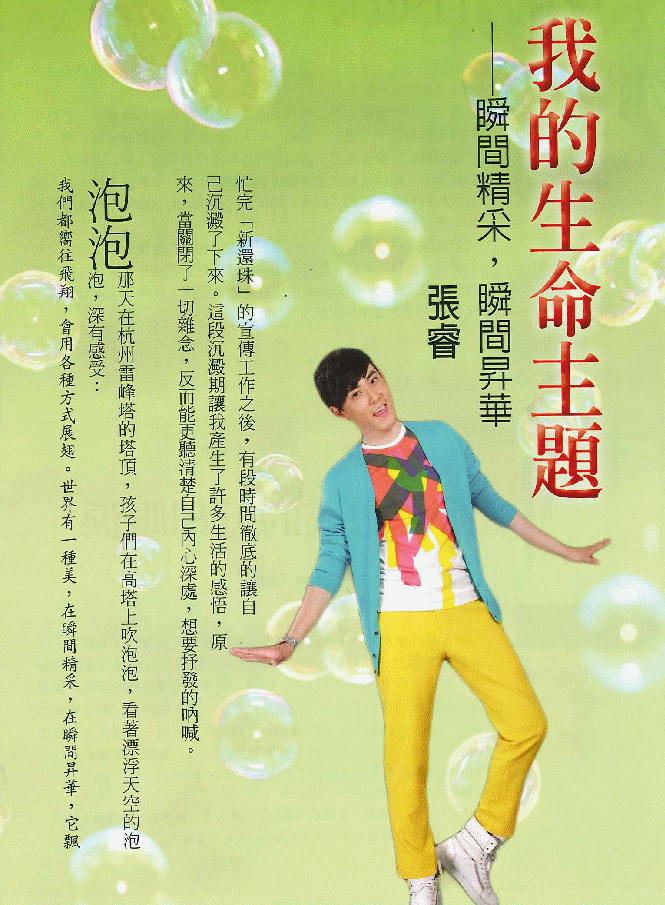 我的生命主題
——瞬間精采，瞬間昇華
張睿
忙完「新還珠」的宣傳工作之後，有段時間徹底的讓自
己沉澱了下來。這段沉澱期讓我產生了許多生活的感悟，原
來，當關閉了一切雜念，反而能更聽清楚自己內心深處，想要抒發的吶喊。
泡泡
那天在杭州雷峰塔的塔頂，孩子們在高塔上吹泡泡，看著漂浮天空的泡
泡，深有感受：
我們都嚮往飛翔，會用各種方式展翅。世界有一種美，在瞬間精采，在瞬間昇華，它飄